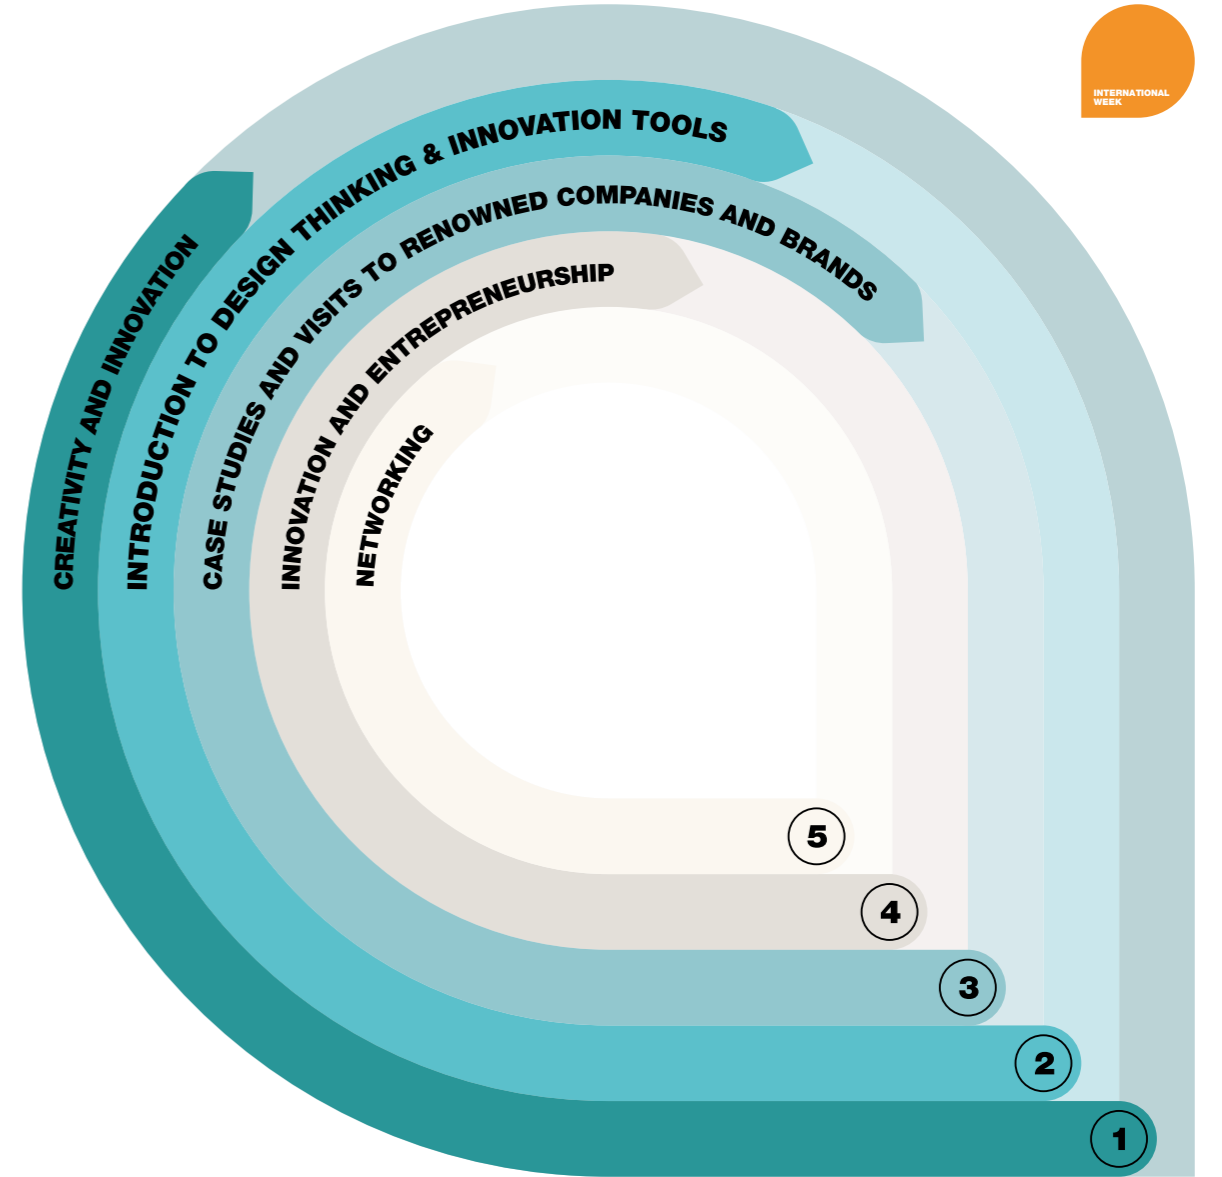 INTERNATIONAL
WEEK
CREATIVITY AND INNOVATION
INTRODUCTION TO DESIGN THINKING & INNOVATION TOOLS
CASE STUDIES AND VISITS TO RENOWNED COMPANIES AND BRANDS
INNOVATION AND ENTREPRENEURSHIP
NETWORKING
5
4
3
2
1